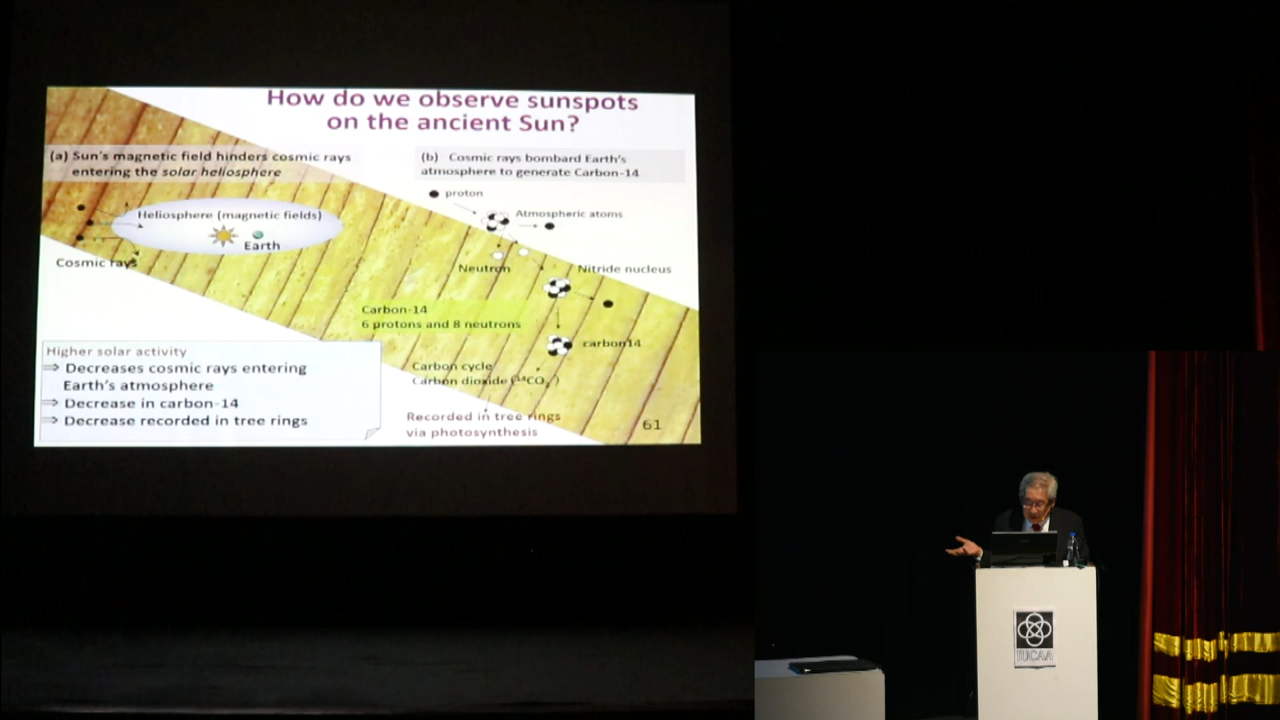 How do we observe sunspots
on the ancient Sun?
(a) Sun's magnetic field hinders cosmic rays
entering the solar heliosphere
(b) Cosmic rays bombard Earth's
atmosphere to generate Carbon-14
proton
Atmospheric atoms
Heliosphere (magnetic fields)
Earth
Cosmic rays
Neutron
Nitride nucleus
Carbon-14
6 protons and 8 neutrons
carbon14
Higher solar activity
⇒ Decreases cosmic rays entering
Earth's atmosphere
⇒ Decrease in carbon-14
⇒ Decrease recorded in tree rings
Carbon cycle
Carbon dioxide (¹⁴CO₂)
Recorded in tree rings
via photosynthesis
61
IUCAA